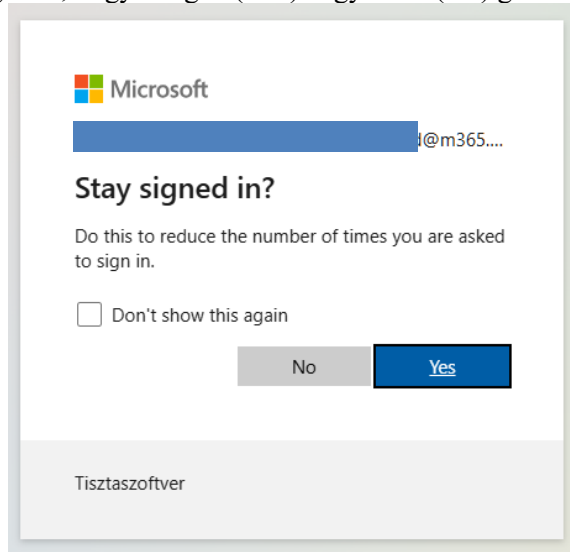 Microsoft
@m365....
Stay signed in?
Do this to reduce the number of times you are asked
to sign in.
Don't show this again
No
Yes
Tisztaszoftver